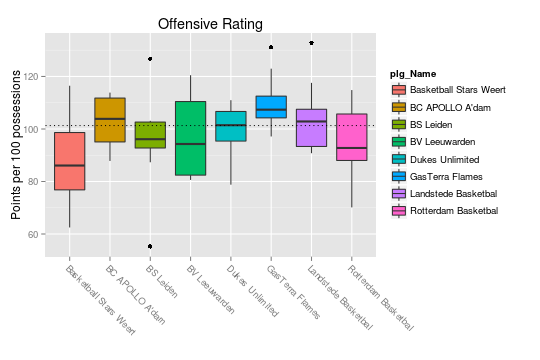 Offensive Rating
Points per 100 possessions
120
100
80
60
Basketball Stars Weert
BC APOLLO A'dam
BS Leiden
BV Leeuwarden
Dukes Unlimited
GasTerra Flames
Landstede Basketbal
Rotterdam Basketbal
plg_Name
Basketball Stars Weert
BC APOLLO A'dam
BS Leiden
BV Leeuwarden
Dukes Unlimited
GasTerra Flames
Landstede Basketbal
Rotterdam Basketbal